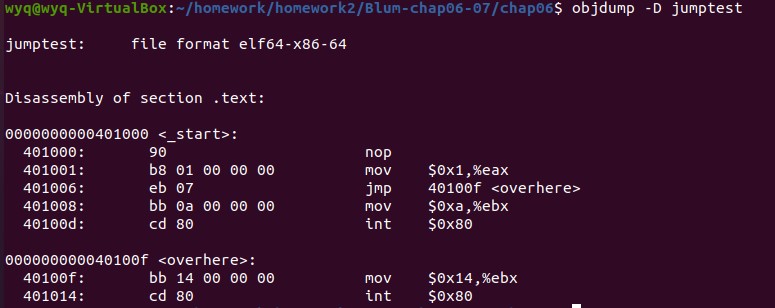 wyq@wyq-VirtualBox:~/homework/homework2/Blum-chap06-07/chap06$ objdump -D jumptest
jumptest:     file format elf64-x86-64
Disassembly of section .text:
0000000000401000 <_start>:
401000:       90                      nop
401001:       b8 01 00 00 00          mov    $0x1,%eax
401006:       eb 07                   jmp    40100f <overhere>
401008:       bb 0a 00 00 00          mov    $0xa,%ebx
40100d:       cd 80                   int    $0x80
000000000040100f <overhere>:
40100f:       bb 14 00 00 00          mov    $0x14,%ebx
401014:       cd 80                   int    $0x80